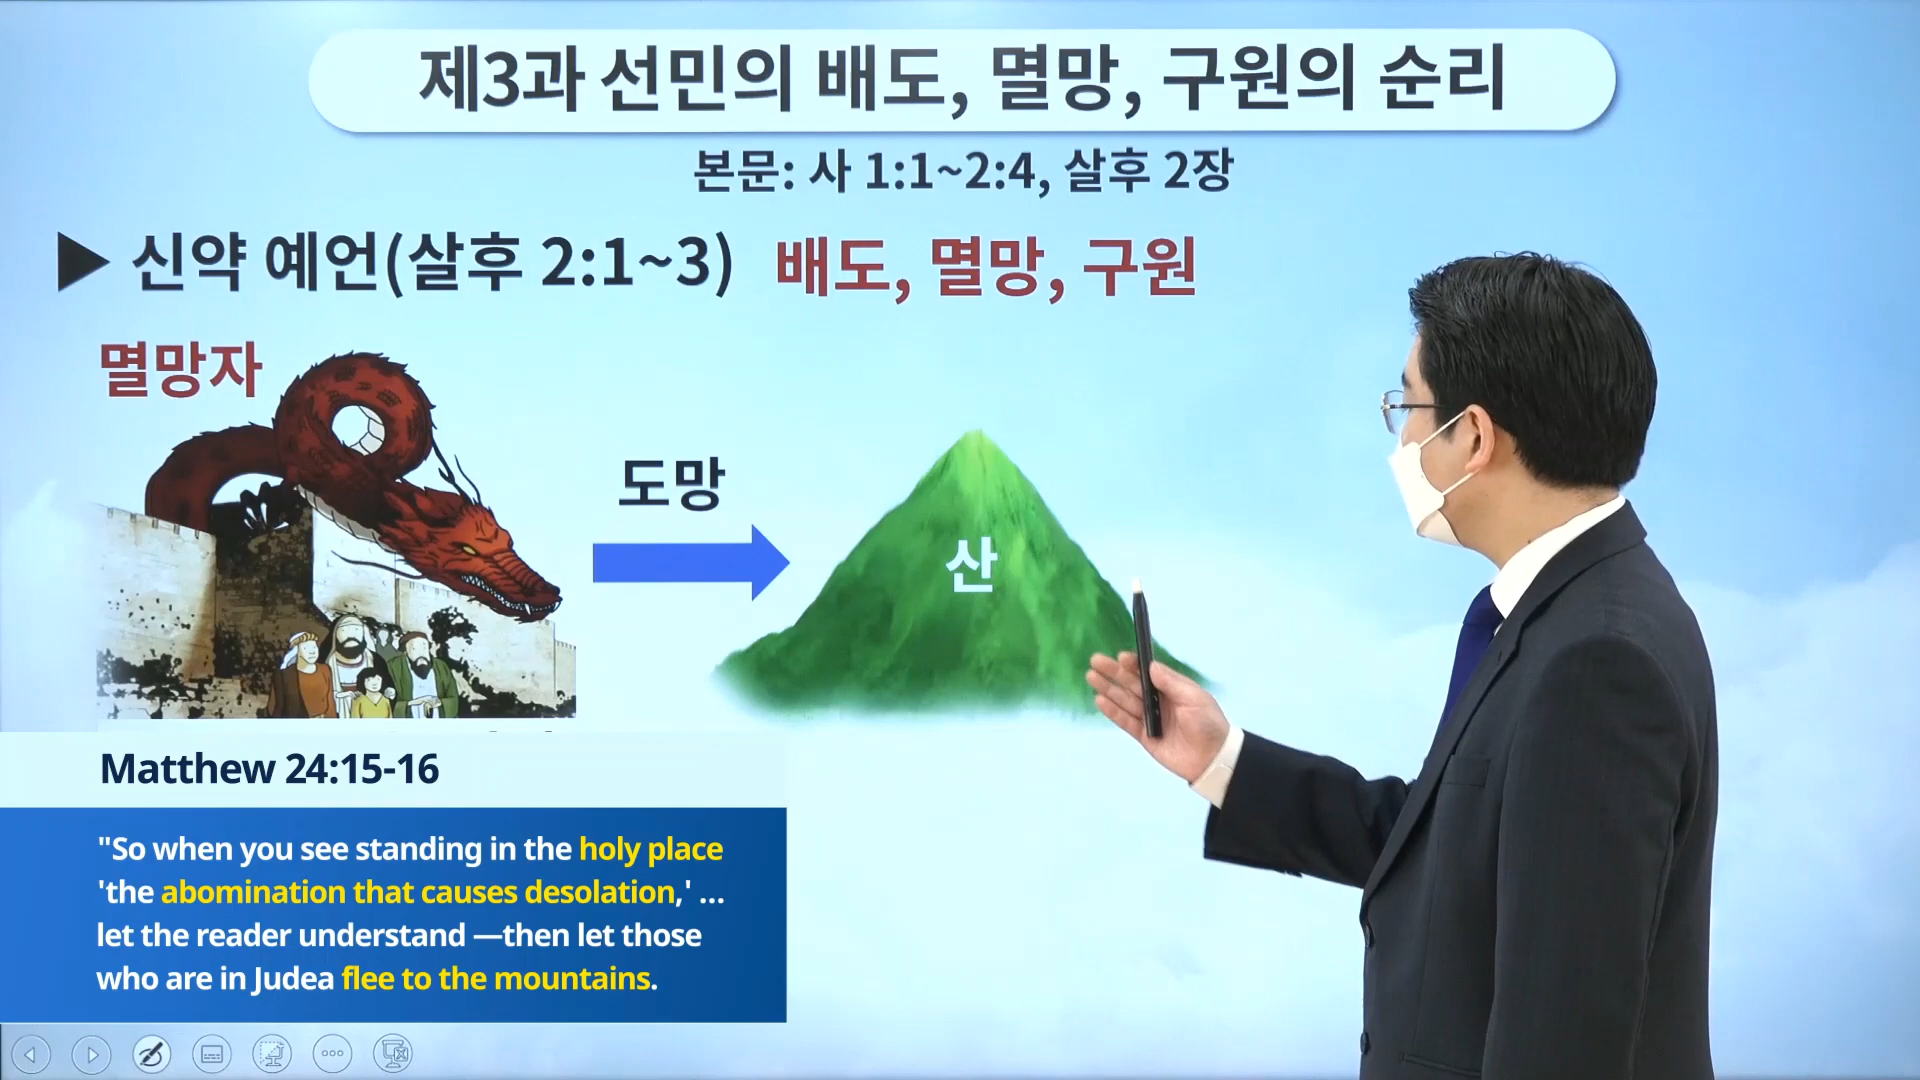 제3과 선민의 배도, 멸망, 구원의 순리
본문: 사 1:1~2:4, 살후 2장
▶ 신약 예언(살후 2:1~3) 배도, 멸망, 구원
멸망자
도망
산
Matthew 24:15-16
"So when you see standing in the holy place
'the abomination that causes desolation,' ...
let the reader understand —then let those
who are in Judea flee to the mountains.